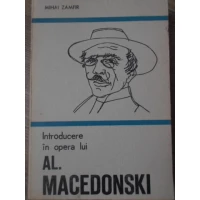 MIHAI ZAMFIR
Introducere
în opera lui
AL.
MACEDONSKI